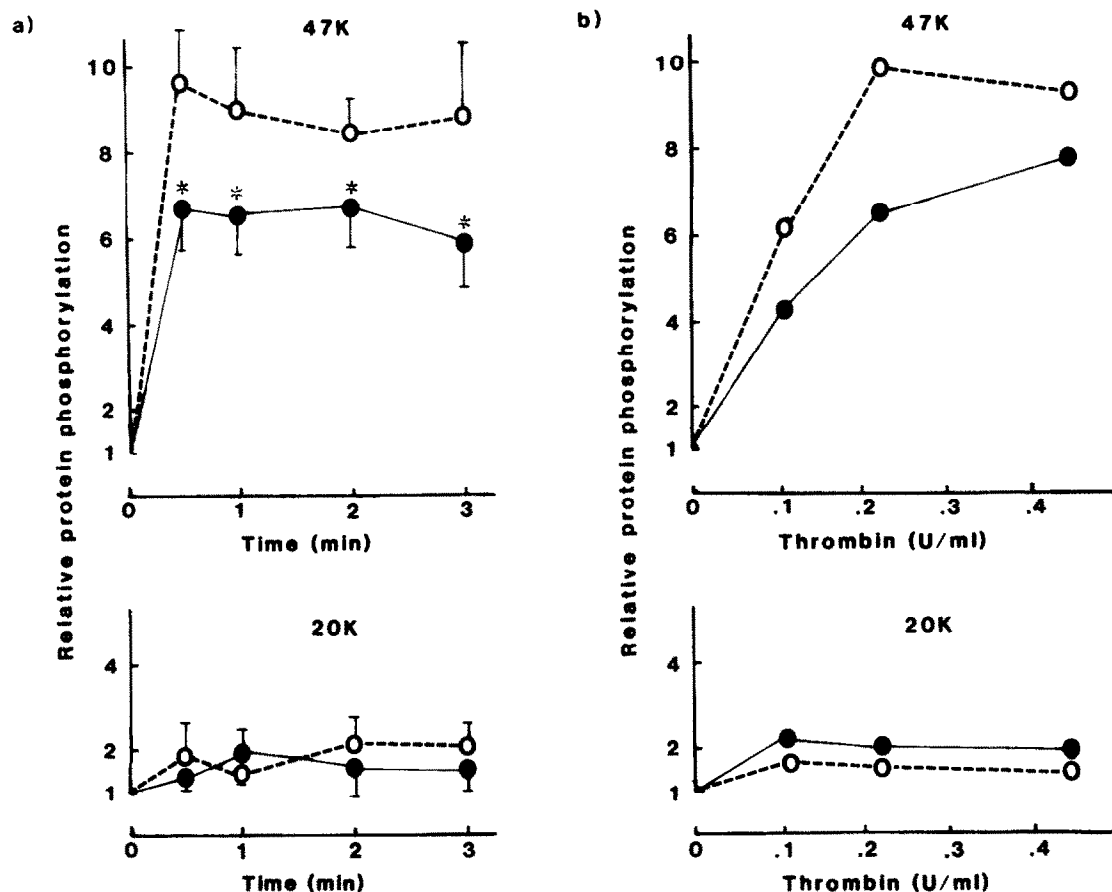 a)
47K
Relative protein phosphorylation
10
8
6
4
2
1
* * * *
0 1 2 3
Time (min)
20K
4
2
1
0 1 2 3
Time (min)
b)
47K
Relative protein phosphorylation
10
8
6
4
2
1
0 .1 .2 .3 .4
Thrombin (U/ml)
20K
4
2
1
0 .1 .2 .3 .4
Thrombin (U/ml)